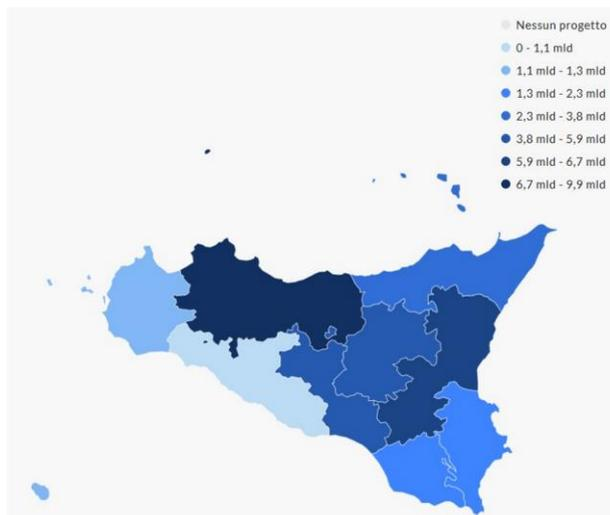 Nessun progetto
0 - 1,1 mld
1,1 mld - 1,3 mld
1,3 mld - 2,3 mld
2,3 mld - 3,8 mld
3,8 mld - 5,9 mld
5,9 mld - 6,7 mld
6,7 mld - 9,9 mld